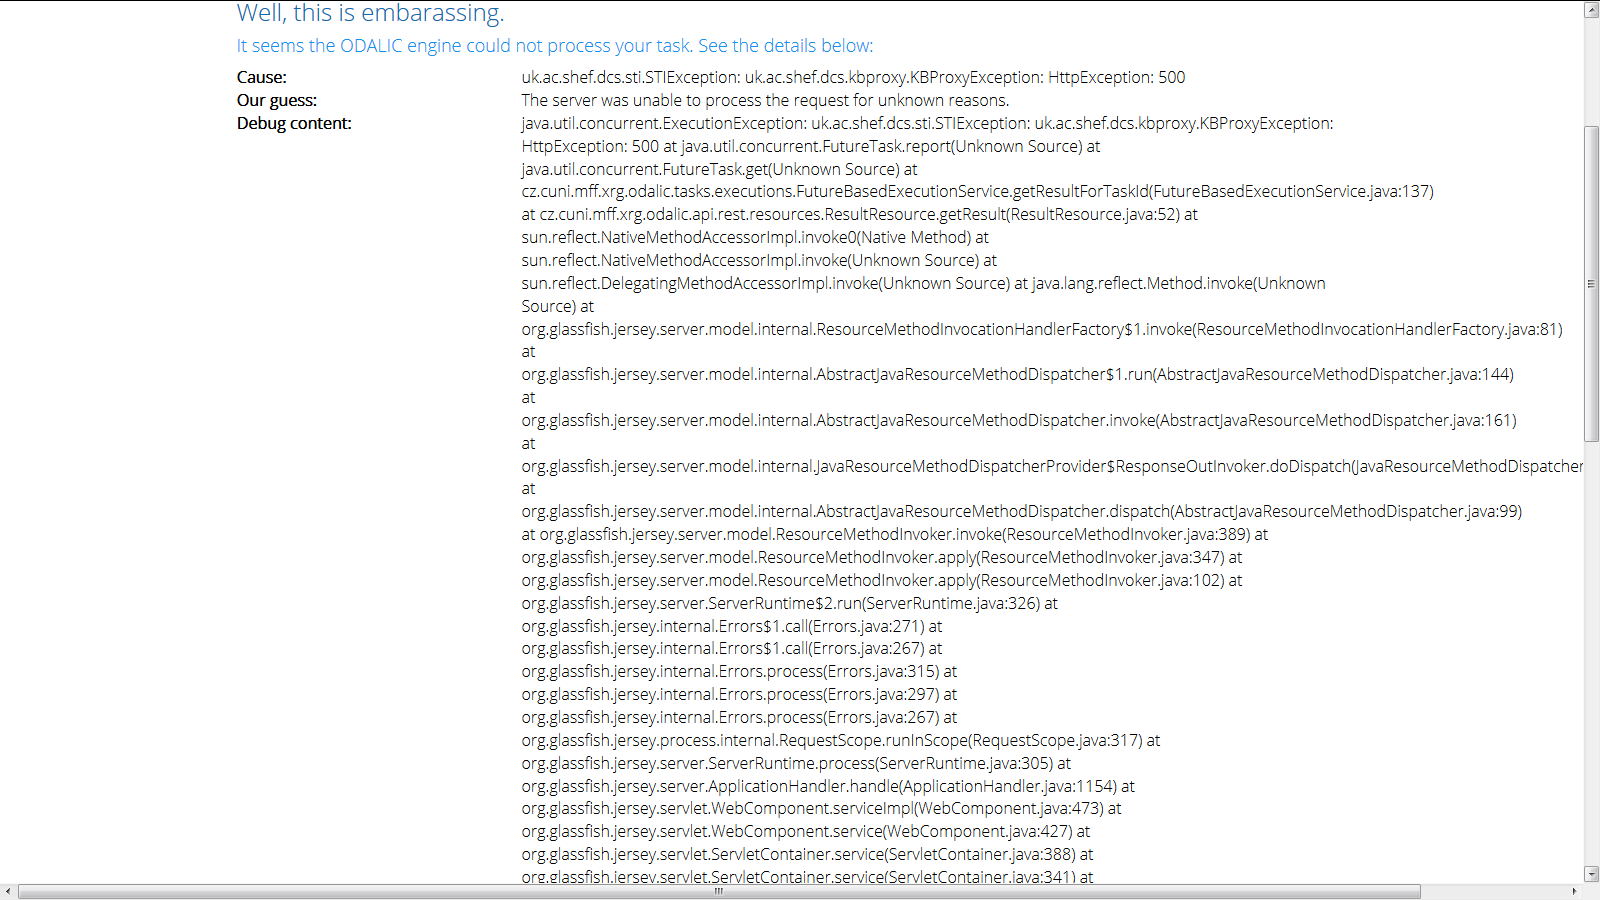 Well, this is embarassing.
It seems the ODALIC engine could not process your task. See the details below:
Cause: uk.ac.shef.dcs.sti.STIException: uk.ac.shef.dcs.kbproxy.KBProxyException: HttpException: 500
Our guess: The server was unable to process the request for unknown reasons.
Debug content: java.util.concurrent.ExecutionException: uk.ac.shef.dcs.sti.STIException: uk.ac.shef.dcs.kbproxy.KBProxyException:
HttpException: 500 at java.util.concurrent.FutureTask.report(Unknown Source) at
java.util.concurrent.FutureTask.get(Unknown Source) at
cz.cuni.mff.xrg.odalic.tasks.executions.FutureBasedExecutionService.getResultForTaskId(FutureBasedExecutionService.java:137)
at cz.cuni.mff.xrg.odalic.api.rest.resources.ResultResource.getResult(ResultResource.java:52) at
sun.reflect.NativeMethodAccessorImpl.invoke0(Native Method) at
sun.reflect.NativeMethodAccessorImpl.invoke(Unknown Source) at
sun.reflect.DelegatingMethodAccessorImpl.invoke(Unknown Source) at java.lang.reflect.Method.invoke(Unknown
Source) at
org.glassfish.jersey.server.model.internal.ResourceMethodInvocationHandlerFactory$1.invoke(ResourceMethodInvocationHandlerFactory.java:81)
at
org.glassfish.jersey.server.model.internal.AbstractJavaResourceMethodDispatcher$1.run(AbstractJavaResourceMethodDispatcher.java:144)
at
org.glassfish.jersey.server.model.internal.AbstractJavaResourceMethodDispatcher.invoke(AbstractJavaResourceMethodDispatcher.java:161)
at
org.glassfish.jersey.server.model.internal.JavaResourceMethodDispatcherProvider$ResponseOutInvoker.doDispatch(JavaResourceMethodDispatcher
at
org.glassfish.jersey.server.model.internal.AbstractJavaResourceMethodDispatcher.dispatch(AbstractJavaResourceMethodDispatcher.java:99)
at org.glassfish.jersey.server.model.ResourceMethodInvoker.invoke(ResourceMethodInvoker.java:389) at
org.glassfish.jersey.server.model.ResourceMethodInvoker.apply(ResourceMethodInvoker.java:347) at
org.glassfish.jersey.server.model.ResourceMethodInvoker.apply(ResourceMethodInvoker.java:102) at
org.glassfish.jersey.server.ServerRuntime$2.run(ServerRuntime.java:326) at
org.glassfish.jersey.internal.Errors$1.call(Errors.java:271) at
org.glassfish.jersey.internal.Errors$1.call(Errors.java:267) at
org.glassfish.jersey.internal.Errors.process(Errors.java:315) at
org.glassfish.jersey.internal.Errors.process(Errors.java:297) at
org.glassfish.jersey.internal.Errors.process(Errors.java:267) at
org.glassfish.jersey.process.internal.RequestScope.runInScope(RequestScope.java:317) at
org.glassfish.jersey.server.ServerRuntime.process(ServerRuntime.java:305) at
org.glassfish.jersey.server.ApplicationHandler.handle(ApplicationHandler.java:1154) at
org.glassfish.jersey.servlet.WebComponent.serviceImpl(WebComponent.java:473) at
org.glassfish.jersey.servlet.WebComponent.service(WebComponent.java:427) at
org.glassfish.jersey.servlet.ServletContainer.service(ServletContainer.java:388) at
org.glassfish.jersey.servlet.ServletContainer.service(ServletContainer.java:341) at